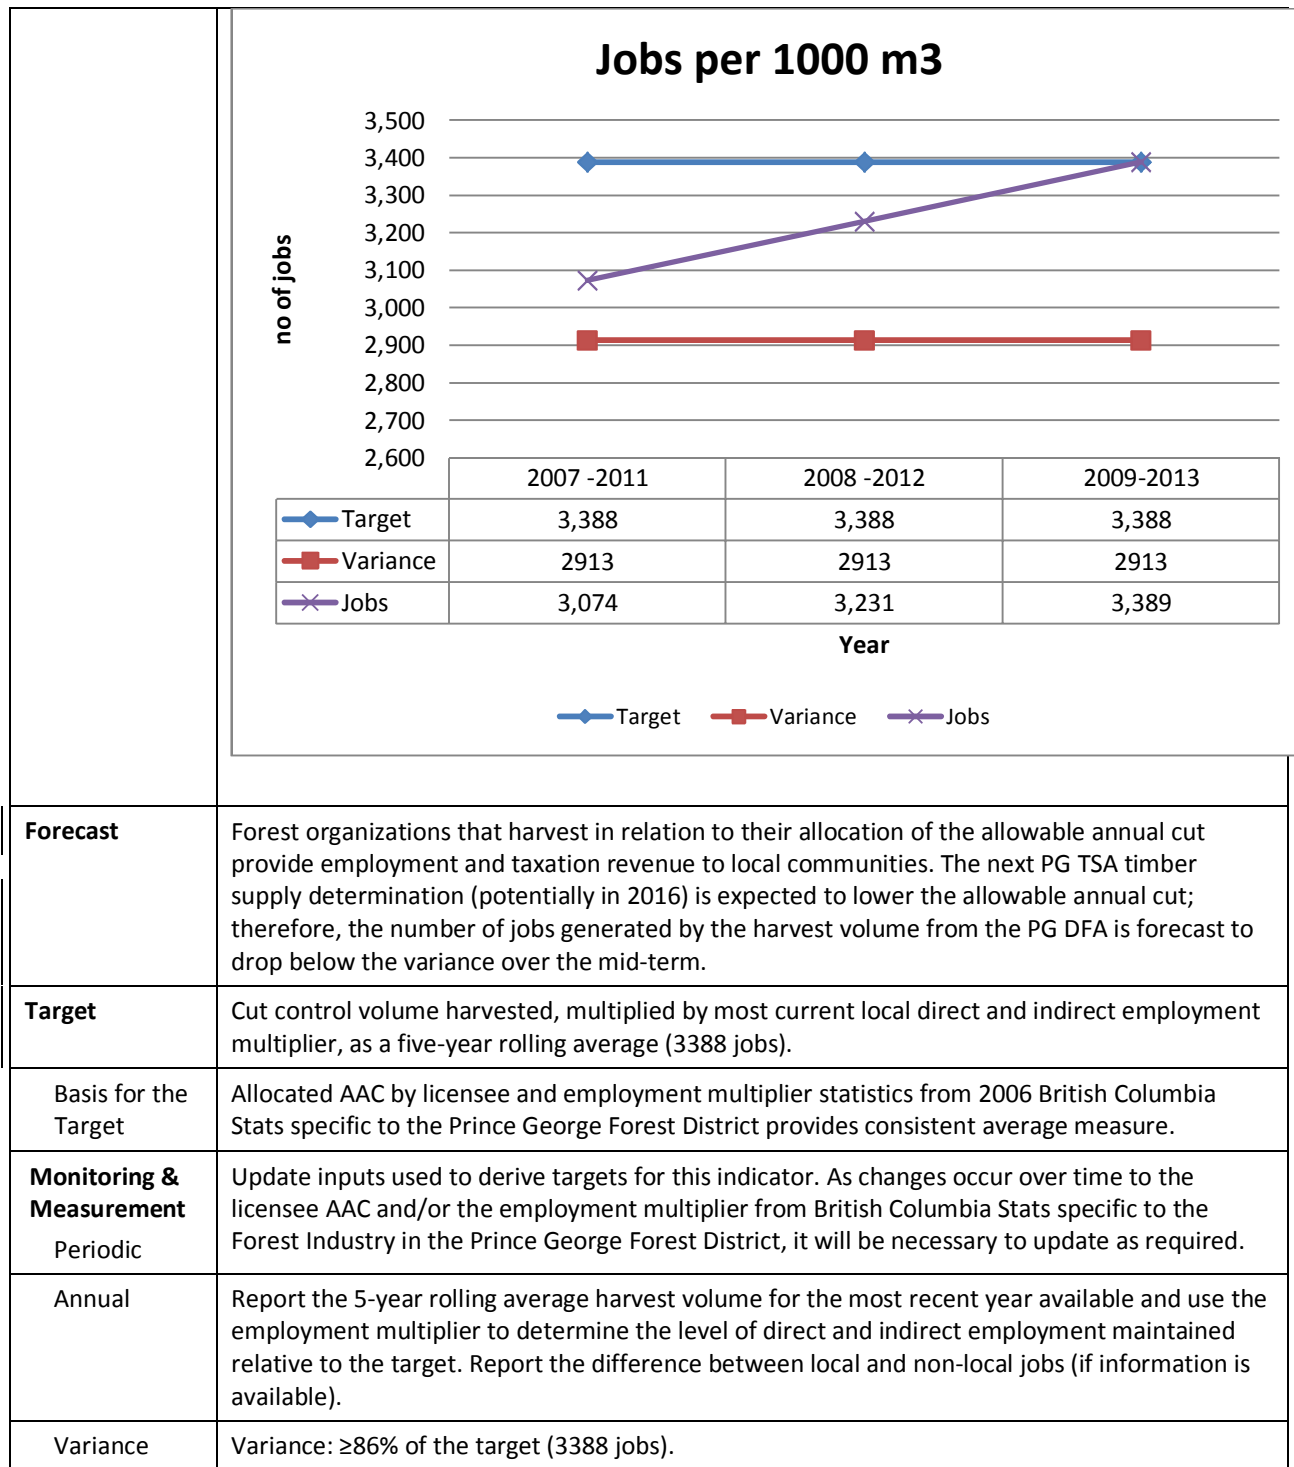 Jobs per 1000 m3
3,500
3,400
3,300
3,200
3,100
3,000
2,900
2,800
2,700
2,600
no of jobs
2007 -2011 2008 -2012 2009-2013
Target 3,388 3,388 3,388
Variance 2913 2913 2913
Jobs 3,074 3,231 3,389
Year
Target Variance Jobs
Forecast
Forest organizations that harvest in relation to their allocation of the allowable annual cut
provide employment and taxation revenue to local communities. The next PG TSA timber
supply determination (potentially in 2016) is expected to lower the allowable annual cut;
therefore, the number of jobs generated by the harvest volume from the PG DFA is forecast to
drop below the variance over the mid-term.
Target
Cut control volume harvested, multiplied by most current local direct and indirect employment
multiplier, as a five-year rolling average (3388 jobs).
Basis for the
Target
Allocated AAC by licensee and employment multiplier statistics from 2006 British Columbia
Stats specific to the Prince George Forest District provides consistent average measure.
Monitoring &
Measurement
Periodic
Update inputs used to derive targets for this indicator. As changes occur over time to the
licensee AAC and/or the employment multiplier from British Columbia Stats specific to the
Forest Industry in the Prince George Forest District, it will be necessary to update as required.
Annual
Report the 5-year rolling average harvest volume for the most recent year available and use the
employment multiplier to determine the level of direct and indirect employment maintained
relative to the target. Report the difference between local and non-local jobs (if information is
available).
Variance
Variance: ≥86% of the target (3388 jobs).